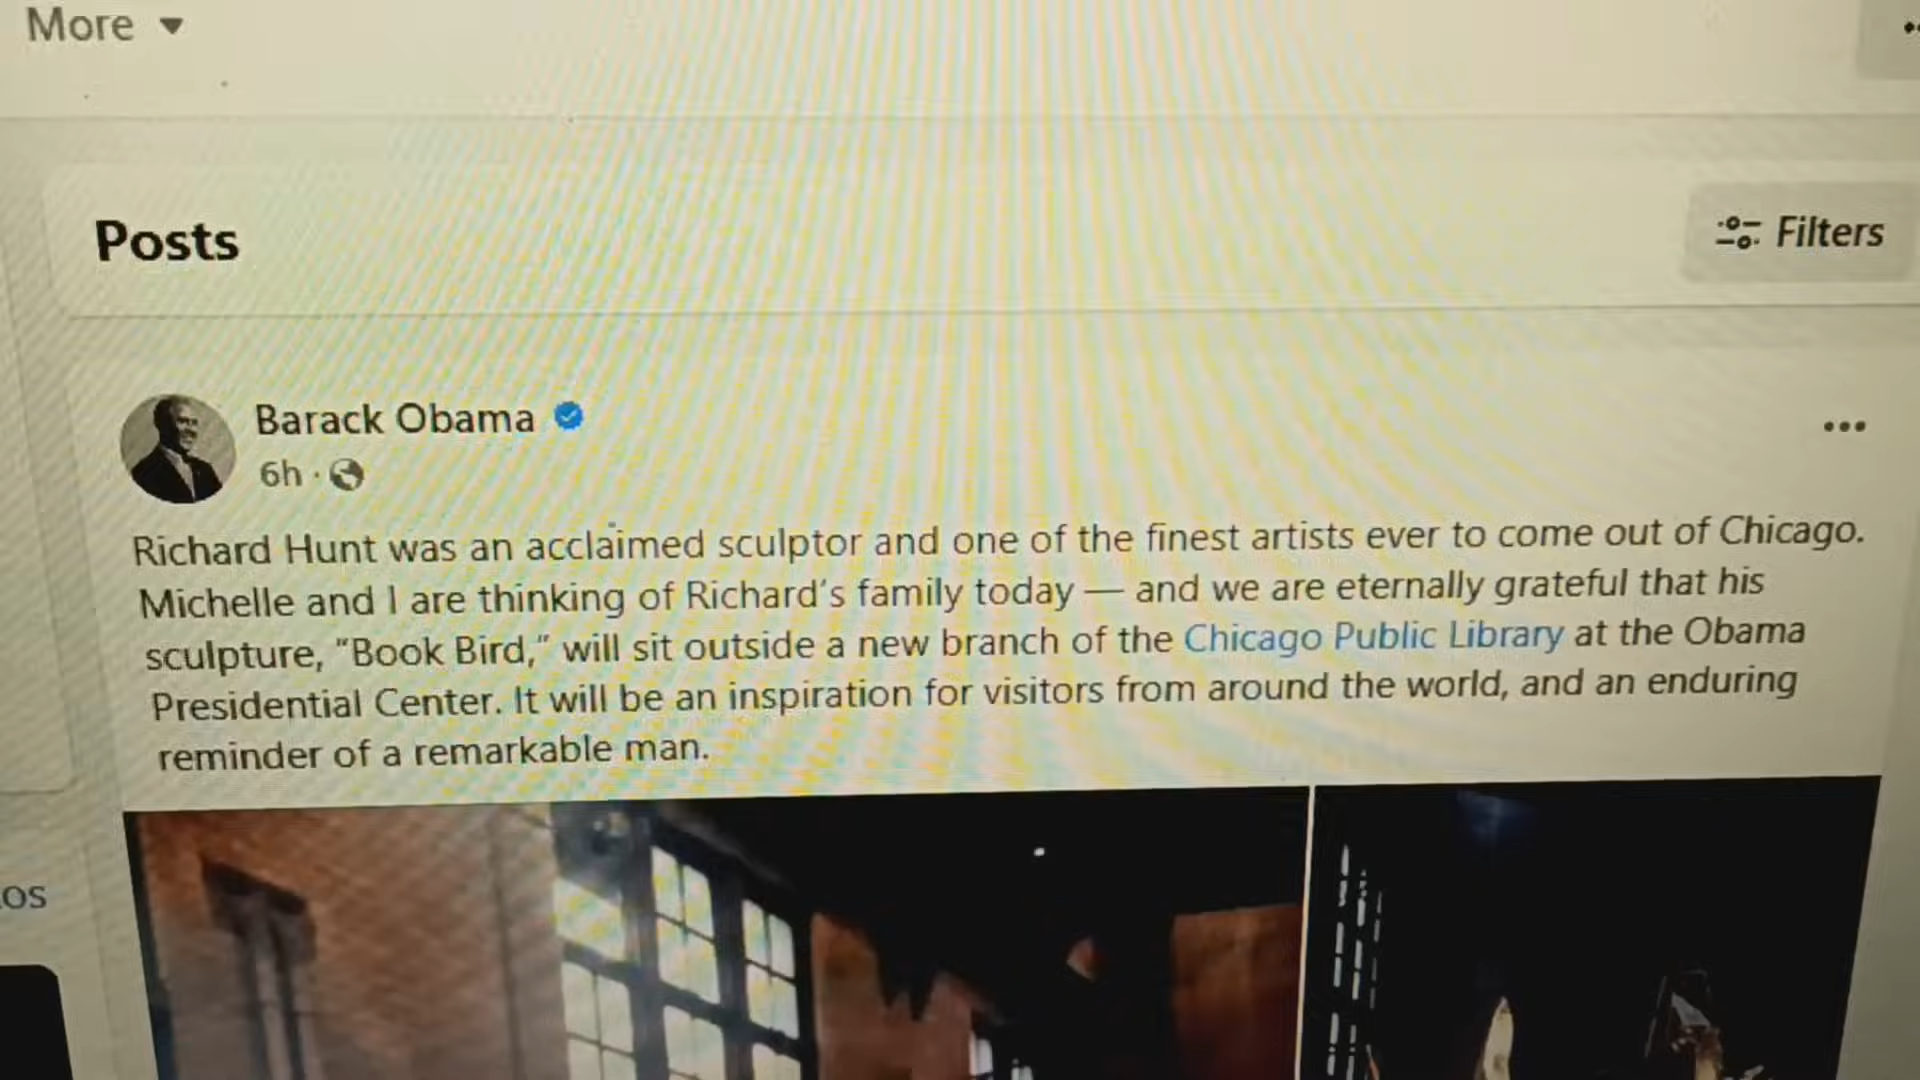 More
Posts
Filters
Barack Obama
6h ·
Richard Hunt was an acclaimed sculptor and one of the finest artists ever to come out of Chicago.
Michelle and I are thinking of Richard's family today — and we are eternally grateful that his
sculpture, "Book Bird," will sit outside a new branch of the Chicago Public Library at the Obama
Presidential Center. It will be an inspiration for visitors from around the world, and an enduring
reminder of a remarkable man.